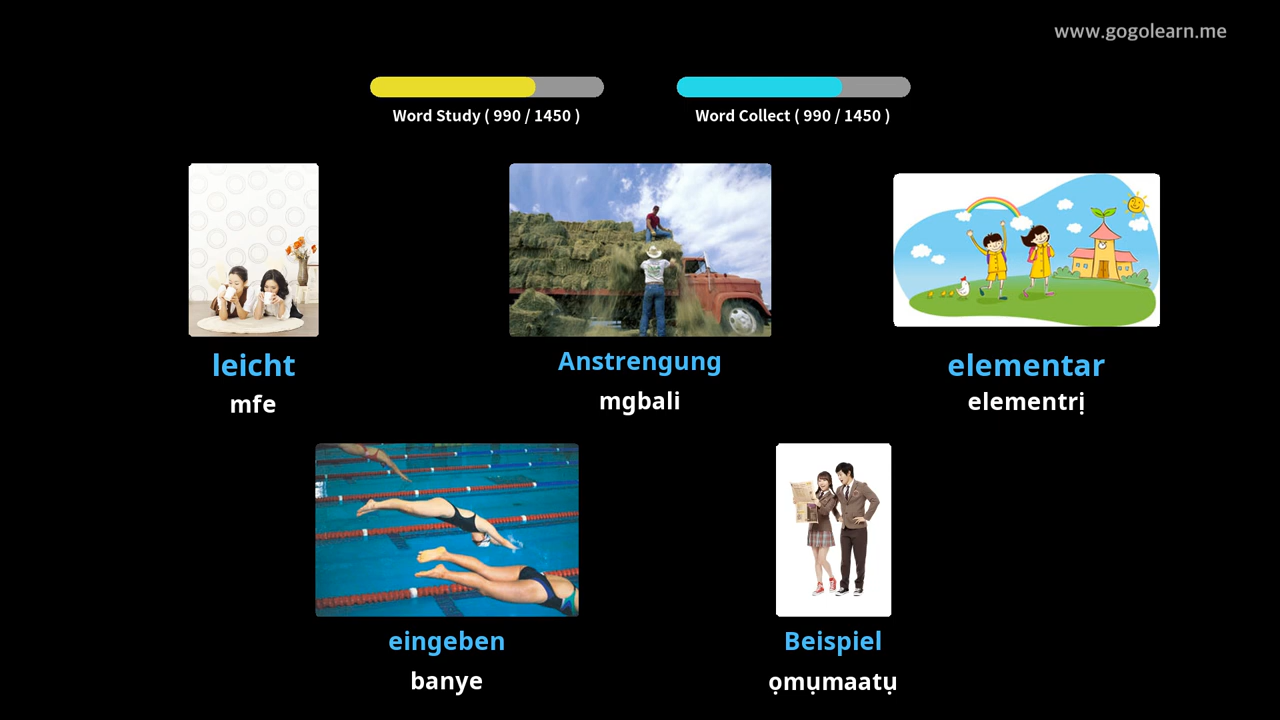 www.gogolearn.me
Word Study ( 990 / 1450 )
Word Collect ( 990 / 1450 )
leicht
mfe
Anstrengung
mgbali
elementar
elementrị
eingeben
banye
Beispiel
ọmụmaatụ